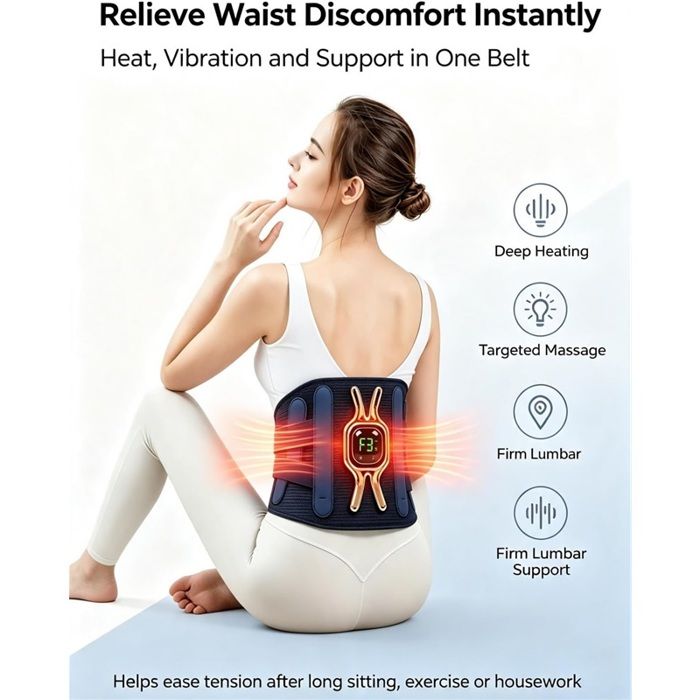 Relieve Waist Discomfort Instantly
Heat, Vibration and Support in One Belt
Deep Heating
Targeted Massage
F3
Firm Lumbar
Firm Lumbar
Support
Helps ease tension after long sitting, exercise or housework